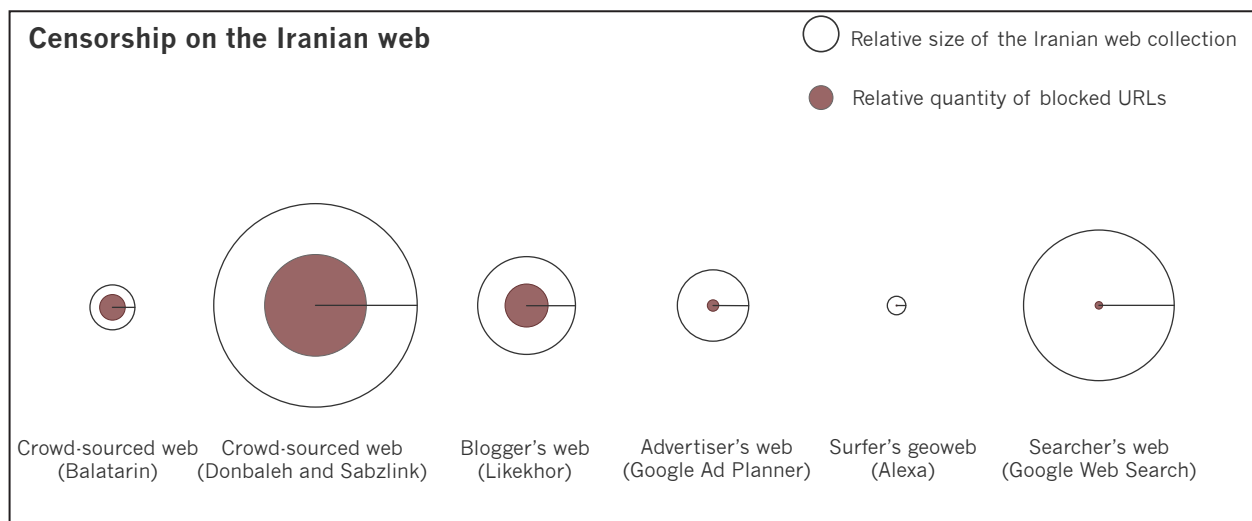 Censorship on the Iranian web
Relative size of the Iranian web collection
Relative quantity of blocked URLs
Crowd-sourced web
(Balatarin)
Crowd-sourced web
(Donbaleh and Sabzlink)
Blogger’s web
(Likekhor)
Advertiser’s web
(Google Ad Planner)
Surfer’s geoweb
(Alexa)
Searcher’s web
(Google Web Search)